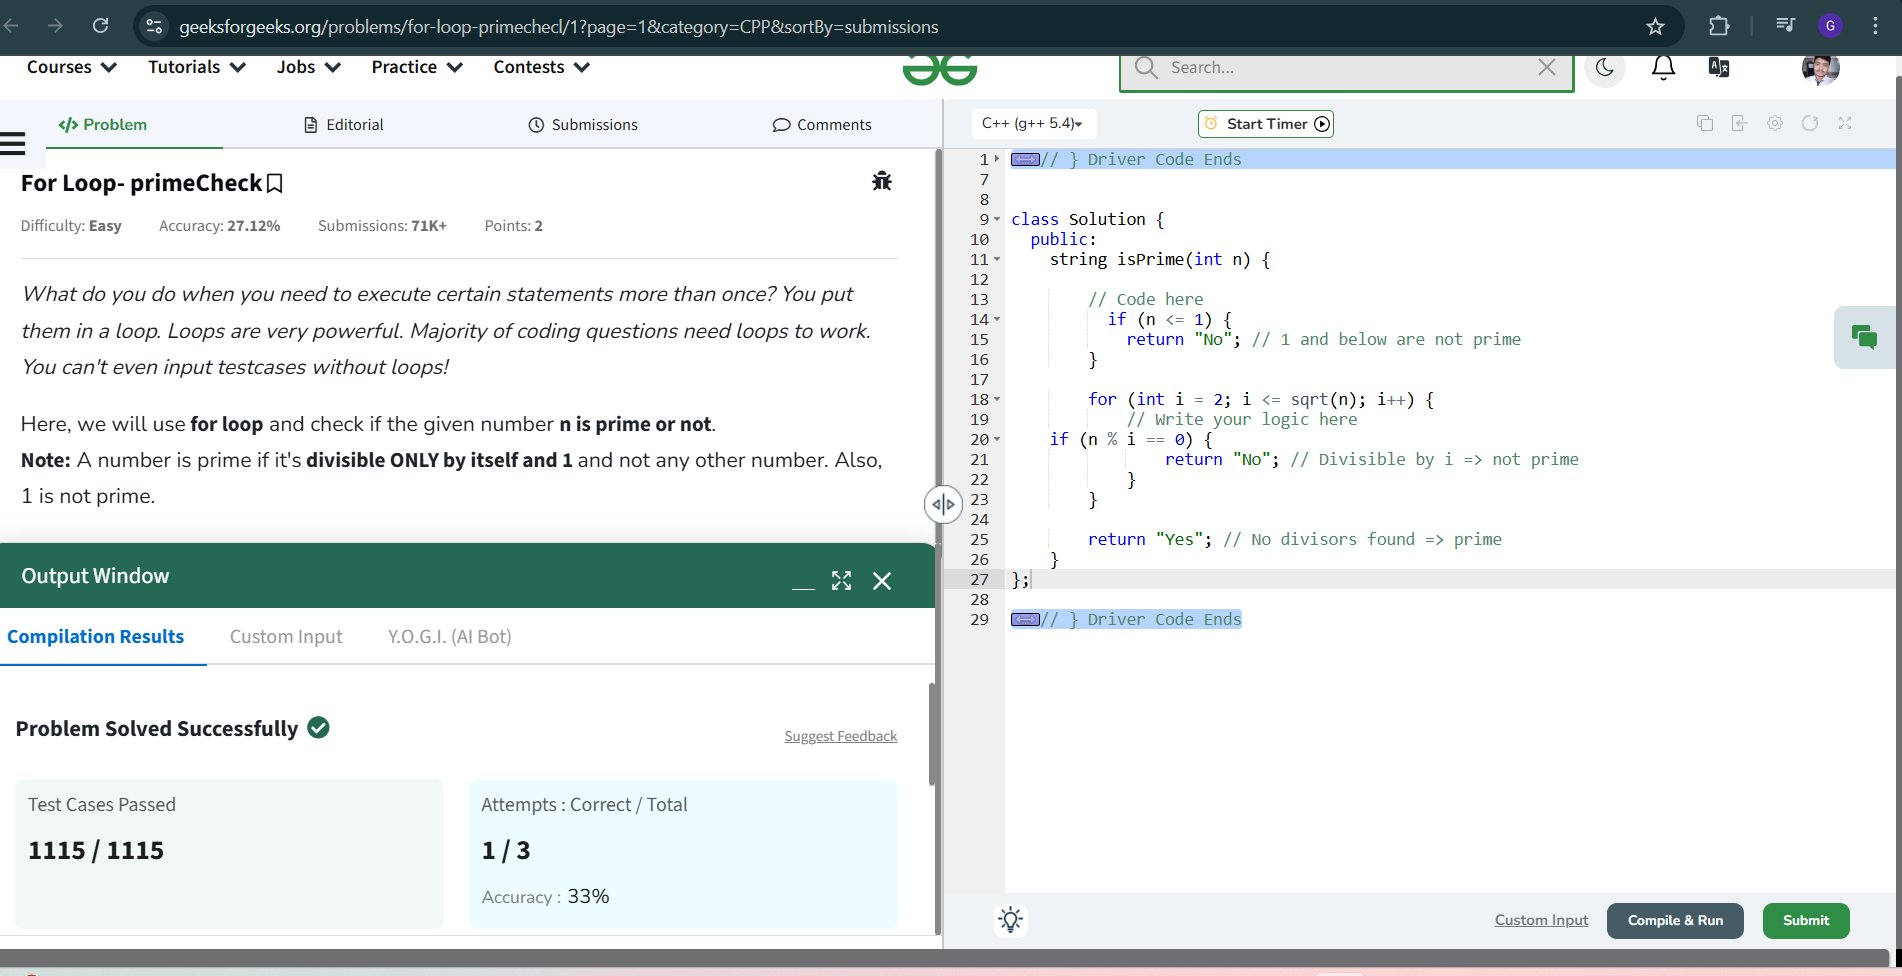 geeksforgeeks.org/problems/for-loop-primechecl/1?page=1&category=CPP&sortBy=submissions
G
Courses Tutorials Jobs Practice Contests
Search...
Problem Editorial Submissions Comments
For Loop- primeCheck
Difficulty: Easy Accuracy: 27.12% Submissions: 71K+ Points: 2
What do you do when you need to execute certain statements more than once? You put
them in a loop. Loops are very powerful. Majority of coding questions need loops to work.
You can't even input testcases without loops!
Here, we will use for loop and check if the given number n is prime or not.
Note: A number is prime if it's divisible ONLY by itself and 1 and not any other number. Also,
1 is not prime.
Output Window
Compilation Results Custom Input Y.O.G.I. (AI Bot)
Problem Solved Successfully
Suggest Feedback
Test Cases Passed
1115 / 1115
Attempts : Correct / Total
1 / 3
Accuracy : 33%
C++ (g++ 5.4) Start Timer
1 // } Driver Code Ends
7
8
9 class Solution {
10 public:
11 string isPrime(int n) {
12
13 // Code here
14 if (n <= 1) {
15 return "No"; // 1 and below are not prime
16 }
17
18 for (int i = 2; i <= sqrt(n); i++) {
19 // Write your logic here
20 if (n % i == 0) {
21 return "No"; // Divisible by i => not prime
22 }
23 }
24
25 return "Yes"; // No divisors found => prime
26 }
27 };
28
29 // } Driver Code Ends
Custom Input Compile & Run Submit